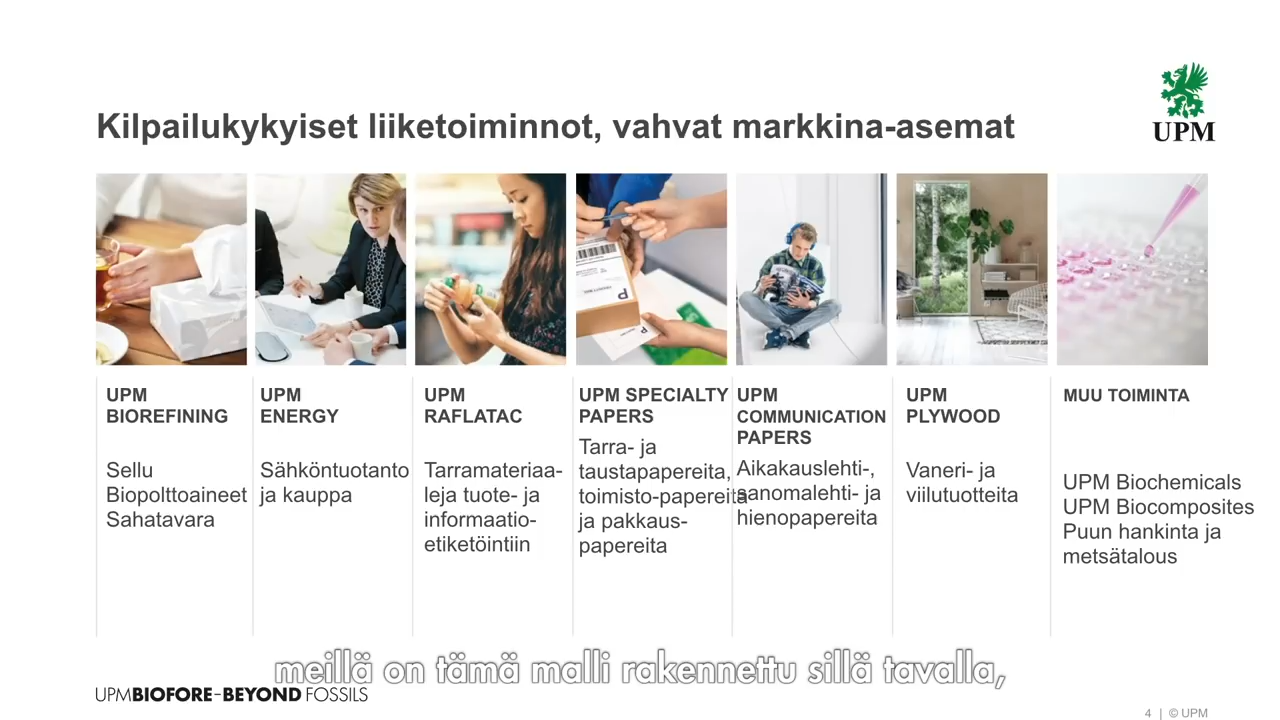 Kilpailukykyiset liiketoiminnot, vahvat markkina-asemat
UPM
UPM
BIOREFINING
Sellu
Biopolttoaineet
Sahatavara
UPM
ENERGY
Sähköntuotanto
ja kauppa
UPM
RAFLATAC
Tarramateriaa-
leja tuote- ja
informaatio-
etiketöintiin
UPM SPECIALTY
PAPERS
Tarra- ja
taustapapereita,
toimisto-papereita
ja pakkaus-
papereita
UPM
COMMUNICATION
PAPERS
Aikakauslehti-,
sanomalehti- ja
hienopapereita
UPM
PLYWOOD
Vaneri- ja
viilutuotteita
MUU TOIMINTA
UPM Biochemicals
UPM Biocomposites
Puun hankinta ja
metsätalous
meillä on tämä malli rakennettu sillä tavalla,
UPM BIOFORE–BEYOND FOSSILS
4 | © UPM